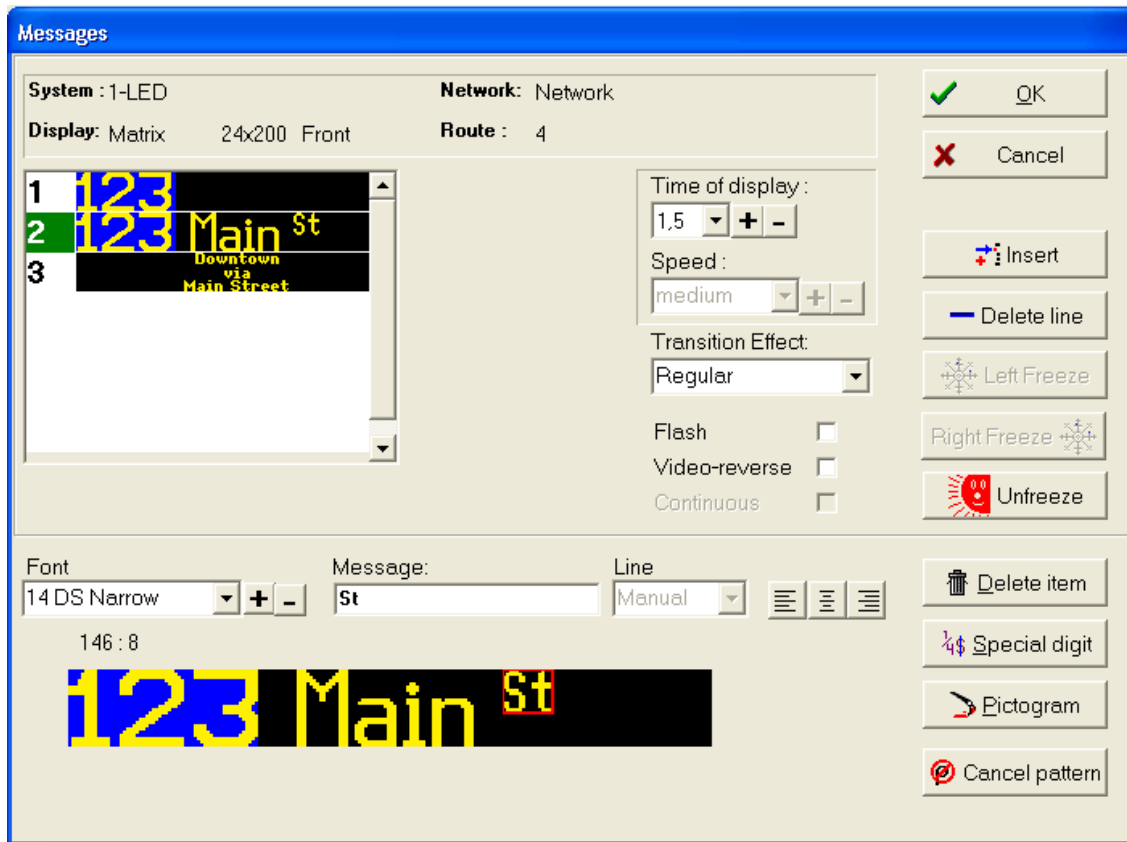 Messages
System : 1-LED
Network: Network
Display: Matrix 24x200 Front
Route : 4
OK
Cancel
1 123
2 123 Main St
3 Downtown
via
Main Street
Time of display :
1,5 + -
Speed :
medium + -
Transition Effect:
Regular
Flash
Video-reverse
Continuous
Insert
Delete line
Left Freeze
Right Freeze
Unfreeze
Font
14 DS Narrow + -
Message:
St
Line
Manual
146 : 8
123 Main St
Delete item
1/4$ Special digit
Pictogram
Cancel pattern